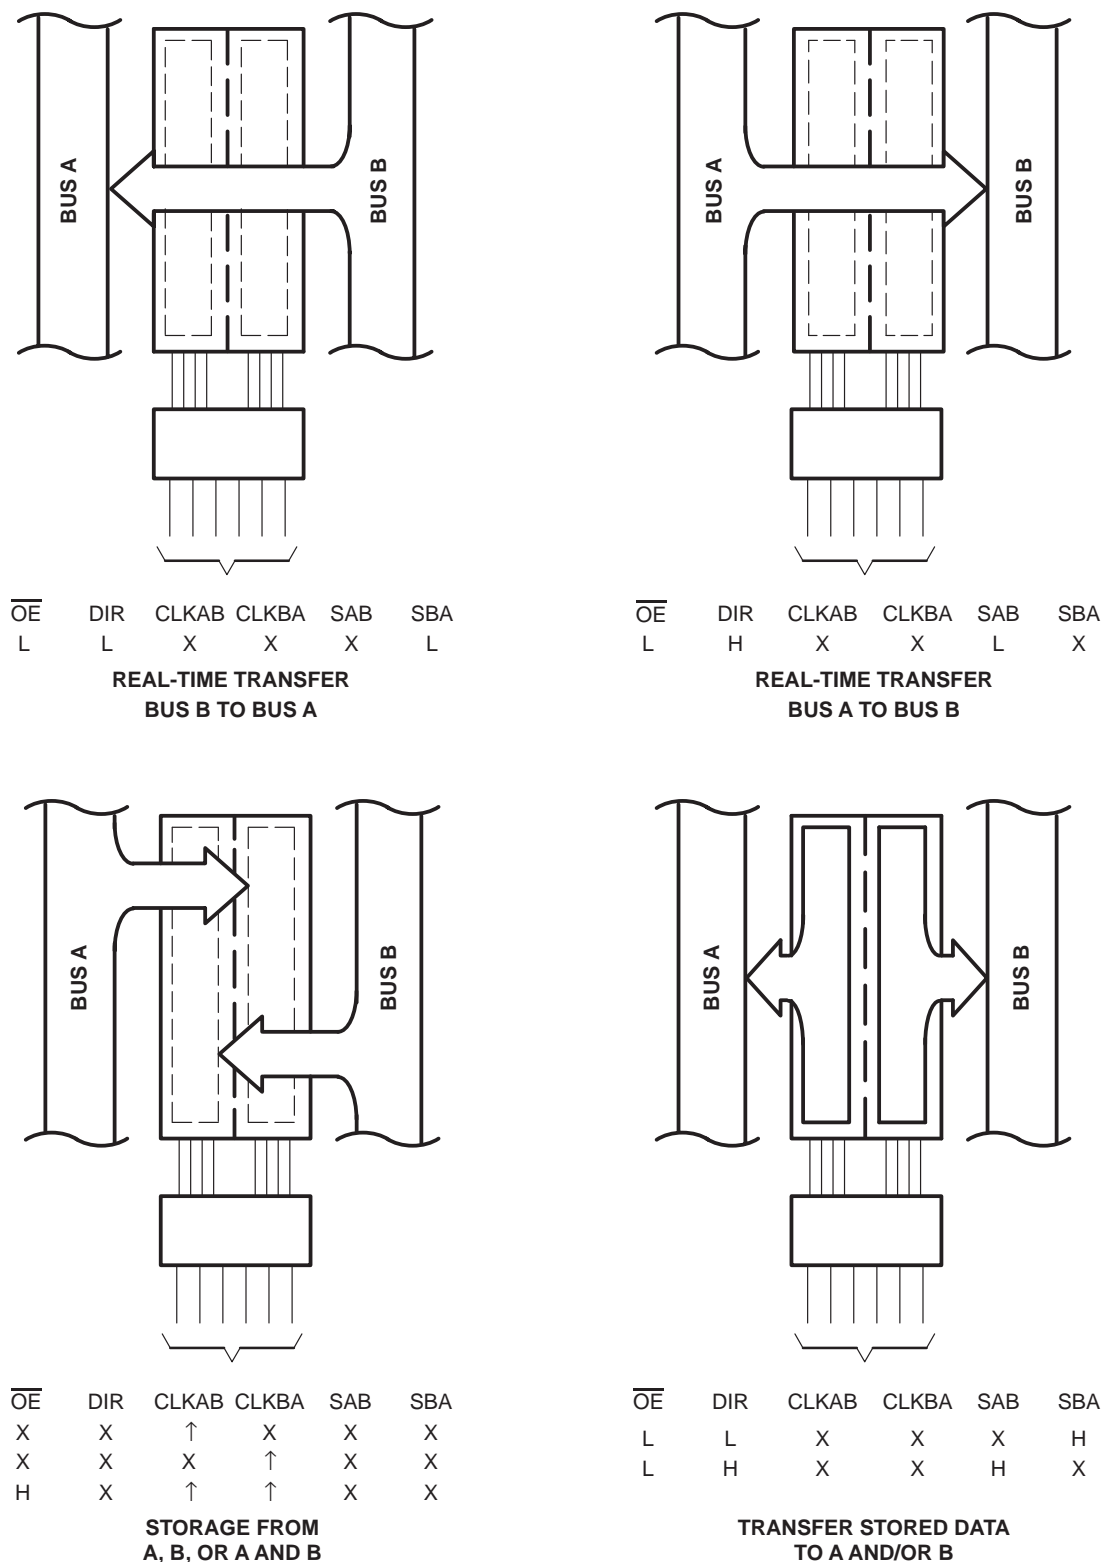 BUS A
BUS B
OE DIR CLKAB CLKBA SAB SBA
L L X X X L
REAL-TIME TRANSFER
BUS B TO BUS A
BUS A
BUS B
OE DIR CLKAB CLKBA SAB SBA
L H X X L X
REAL-TIME TRANSFER
BUS A TO BUS B
BUS A
BUS B
OE DIR CLKAB CLKBA SAB SBA
X X ↑ X X X
X X X ↑ X X
H X ↑ ↑ X X
STORAGE FROM
A, B, OR A AND B
BUS A
BUS B
OE DIR CLKAB CLKBA SAB SBA
L L X X X H
L H X X H X
TRANSFER STORED DATA
TO A AND/OR B